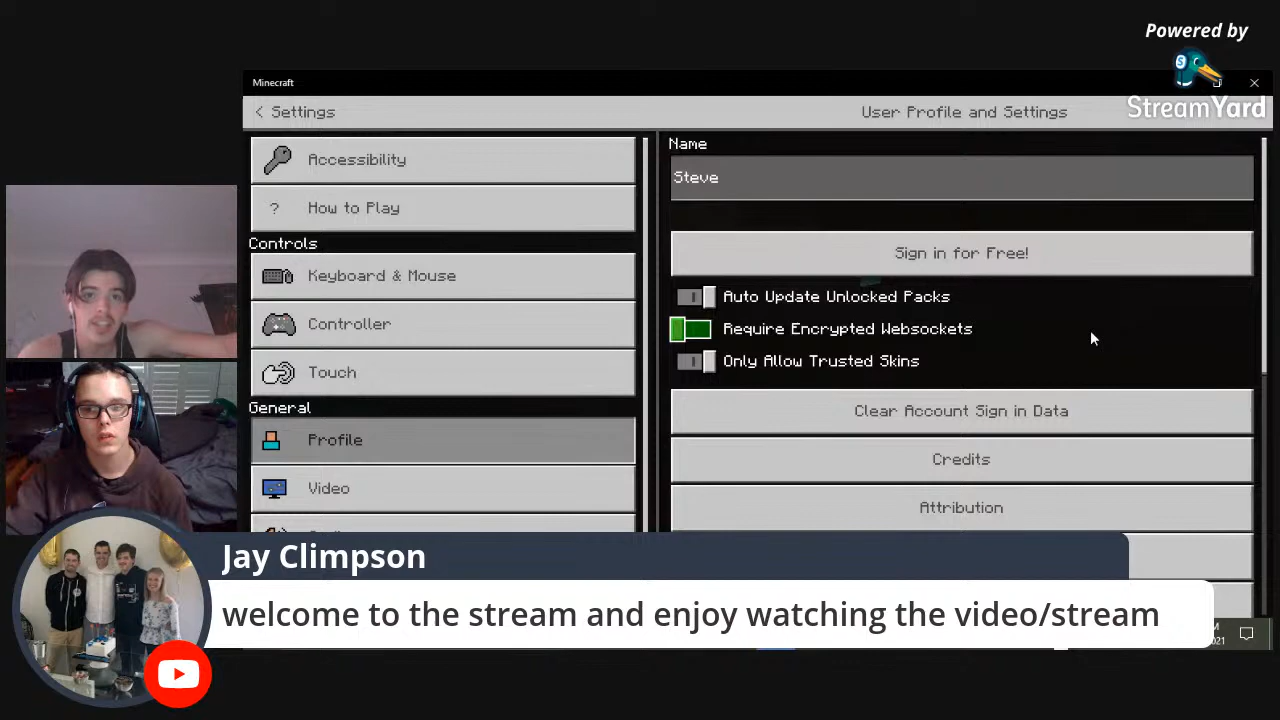 Powered by
StreamYard
Minecraft
< Settings
User Profile and Settings
Accessibility
? How to Play
Controls
Keyboard & Mouse
Controller
Touch
General
Profile
Video
Name
Steve
Sign in for Free!
Auto Update Unlocked Packs
Require Encrypted Websockets
Only Allow Trusted Skins
Clear Account Sign in Data
Credits
Attribution
Jay Climpson
welcome to the stream and enjoy watching the video/stream